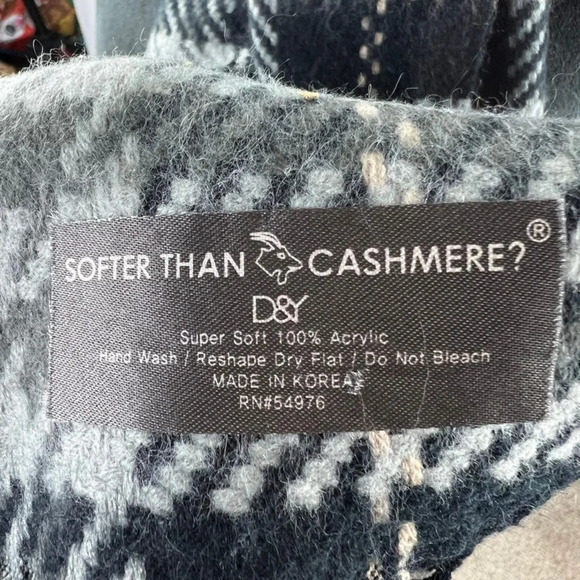 SOFTER THAN CASHMERE?®
D&Y
Super Soft 100% Acrylic
Hand Wash / Reshape Dry Flat / Do Not Bleach
MADE IN KOREA
RN#54976